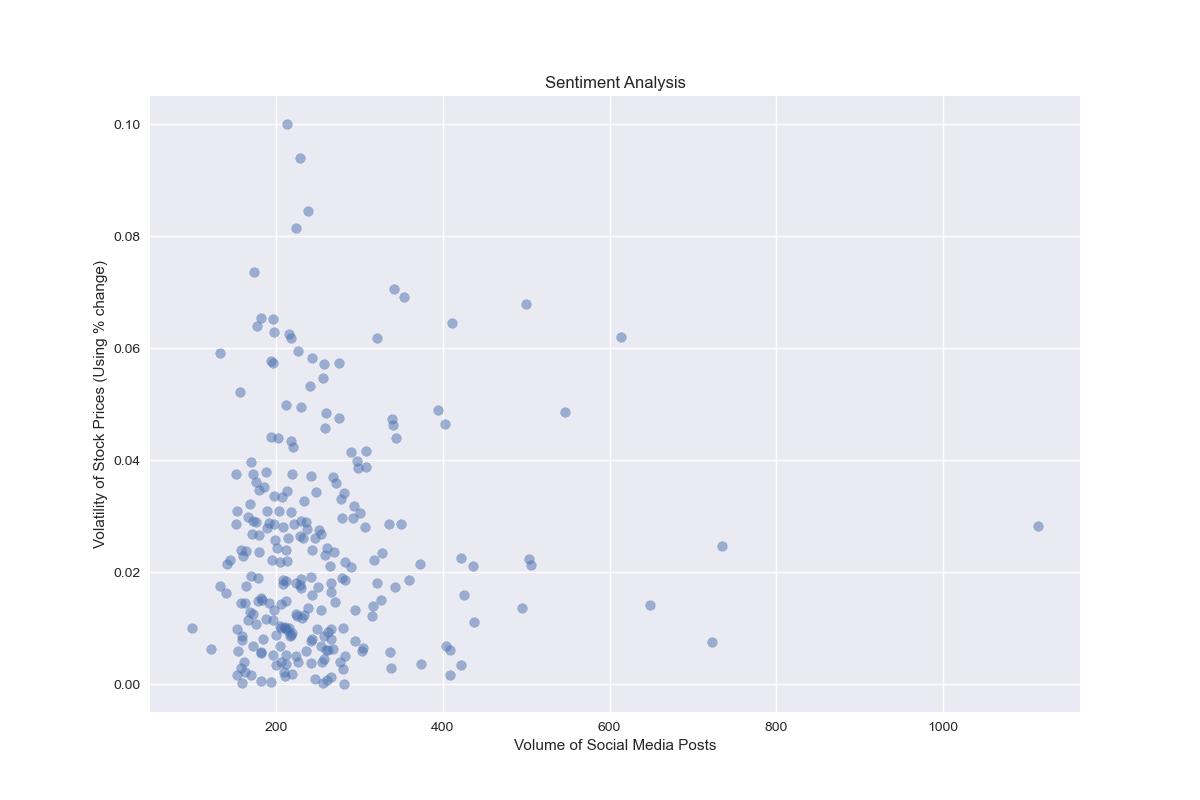 Sentiment Analysis
Volatility of Stock Prices (Using % change)
0.10
0.08
0.06
0.04
0.02
0.00
200 400 600 800 1000
Volume of Social Media Posts